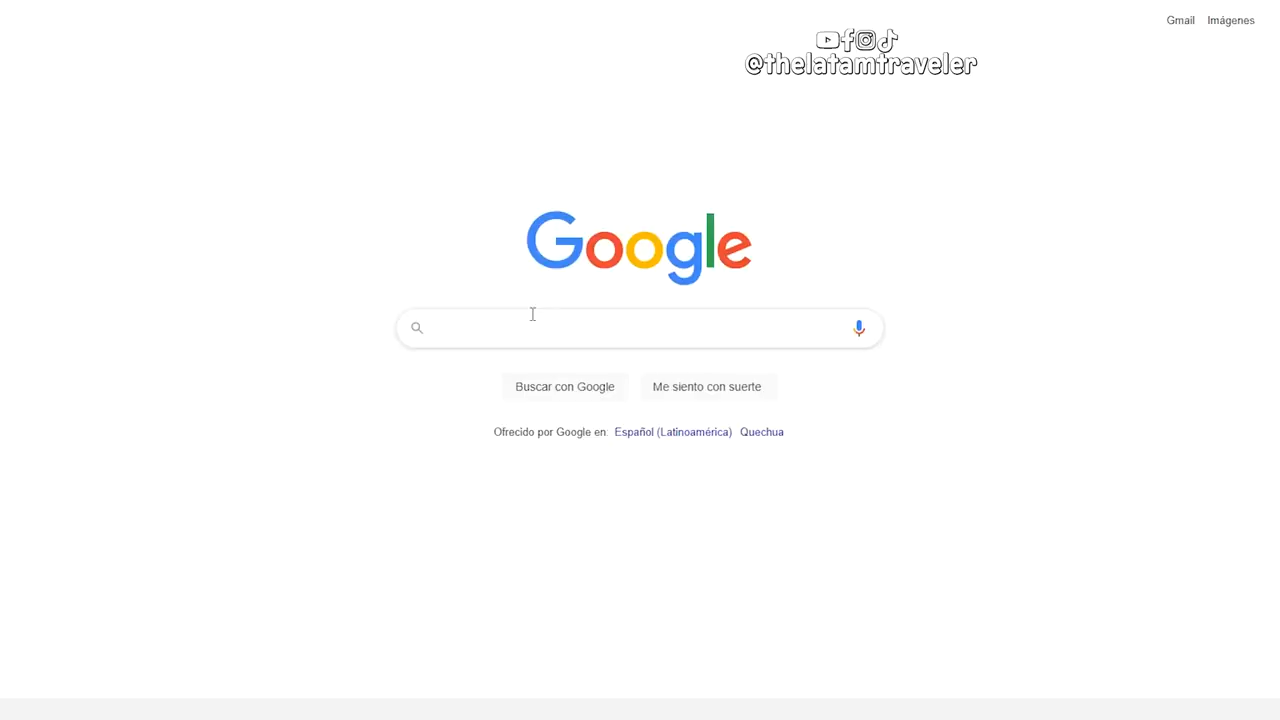 Gmail Imágenes
@thelatamtraveler
Google
Buscar con Google Me siento con suerte
Ofrecido por Google en: Español (Latinoamérica) Quechua